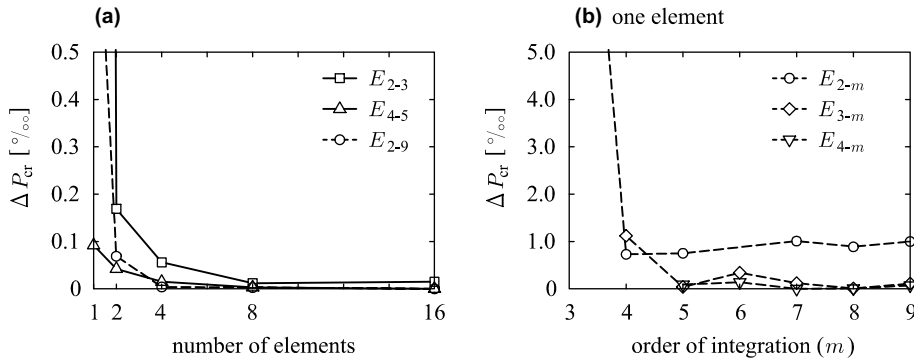 (a)
0.5
0.4
0.3
0.2
0.1
0
Δ P_cr [°/∞]
E_2-3
E_4-5
E_2-9
1 2 4 8 16
number of elements
(b) one element
5.0
4.0
3.0
2.0
1.0
0
Δ P_cr [°/∞]
E_2-m
E_3-m
E_4-m
3 4 5 6 7 8 9
order of integration (m)